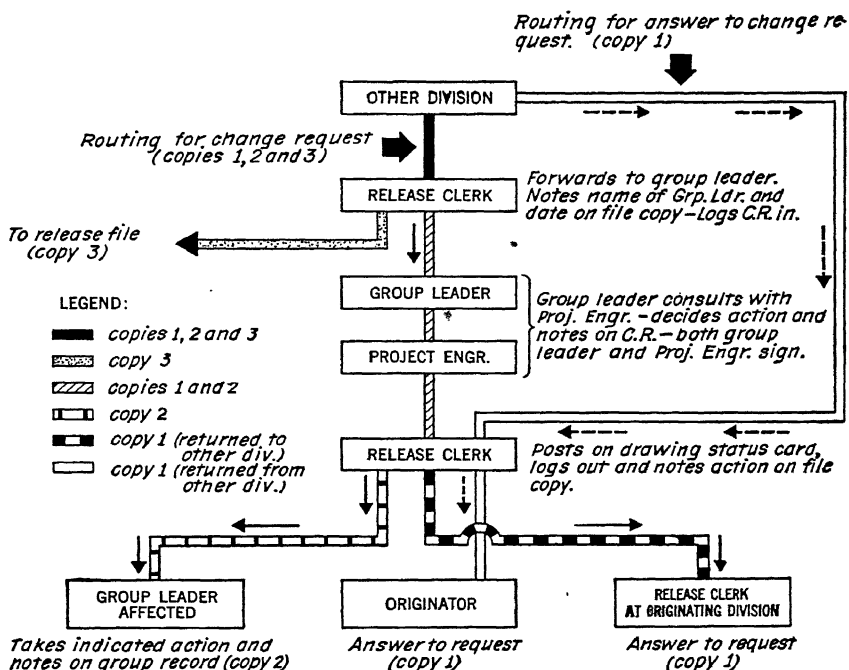 Routing for answer to change re-
quest. (copy 1)
OTHER DIVISION
Routing for change request
(copies 1, 2 and 3)
RELEASE CLERK
Forwards to group leader.
Notes name of Grp. Ldr. and
date on file copy – Logs C.R. in.
To release file
(copy 3)
GROUP LEADER
PROJECT ENGR.
Group leader consults with
Proj. Engr. – decides action and
notes on C.R. – both group
leader and Proj. Engr. sign.
LEGEND:
copies 1, 2 and 3
copy 3
copies 1 and 2
copy 2
copy 1 (returned to
other div.)
copy 1 (returned from
other div.)
RELEASE CLERK
Posts on drawing status card,
logs out and notes action on file
copy.
GROUP LEADER
AFFECTED
ORIGINATOR
RELEASE CLERK
AT ORIGINATING DIVISION
Takes indicated action and
notes on group record (copy 2)
Answer to request
(copy 1)
Answer to request
(copy 1)